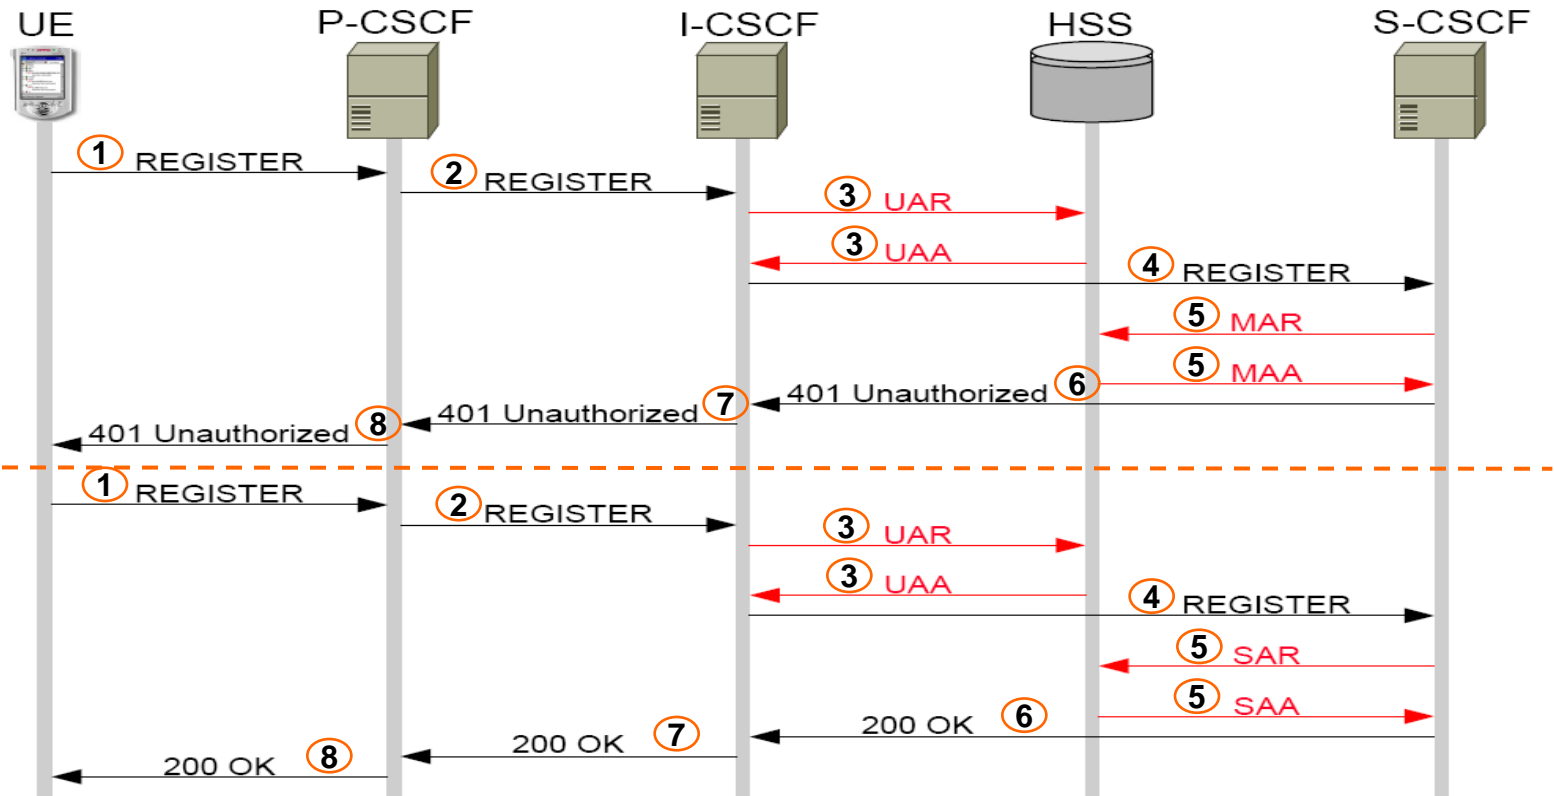 UE P-CSCF I-CSCF HSS S-CSCF
1 REGISTER
2 REGISTER
3 UAR
3 UAA
4 REGISTER
5 MAR
5 MAA
401 Unauthorized 6
401 Unauthorized 7
401 Unauthorized 8
1 REGISTER
2 REGISTER
3 UAR
3 UAA
4 REGISTER
5 SAR
5 SAA
200 OK 6
200 OK 7
200 OK 8